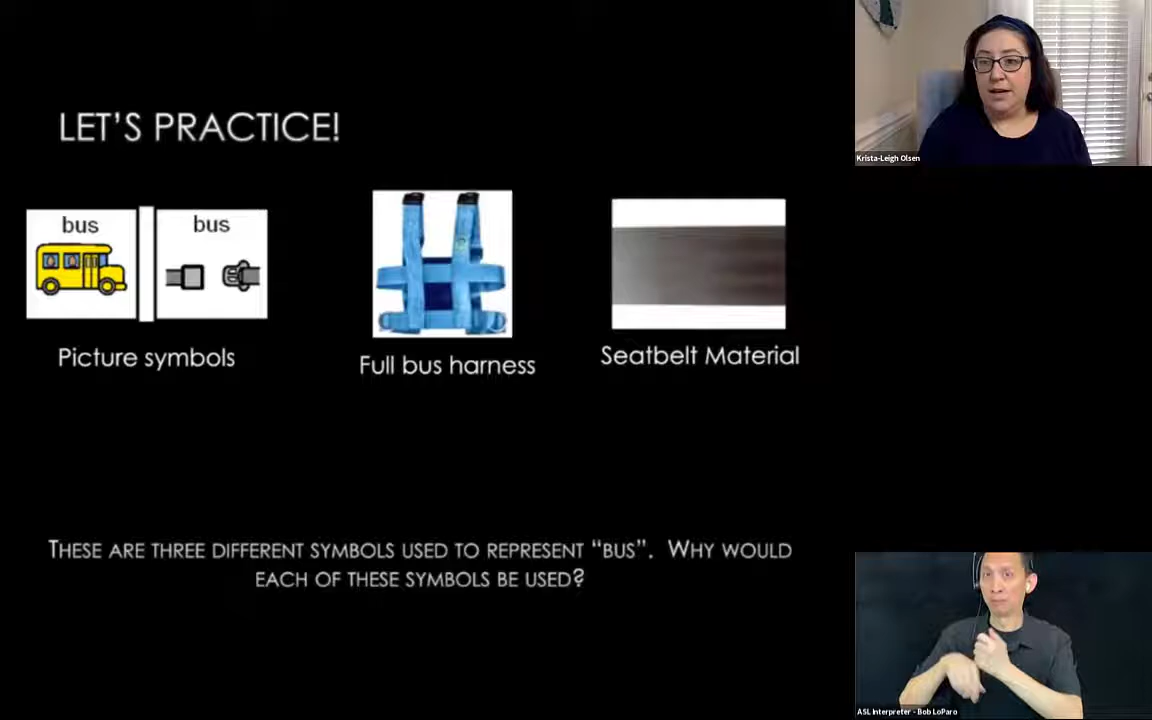 LET'S PRACTICE!
bus
bus
Picture symbols
Full bus harness
Seatbelt Material
THESE ARE THREE DIFFERENT SYMBOLS USED TO REPRESENT “BUS”. WHY WOULD
EACH OF THESE SYMBOLS BE USED?
Krista-Leigh Olsen
ASL Interpreter - Bob LoParo